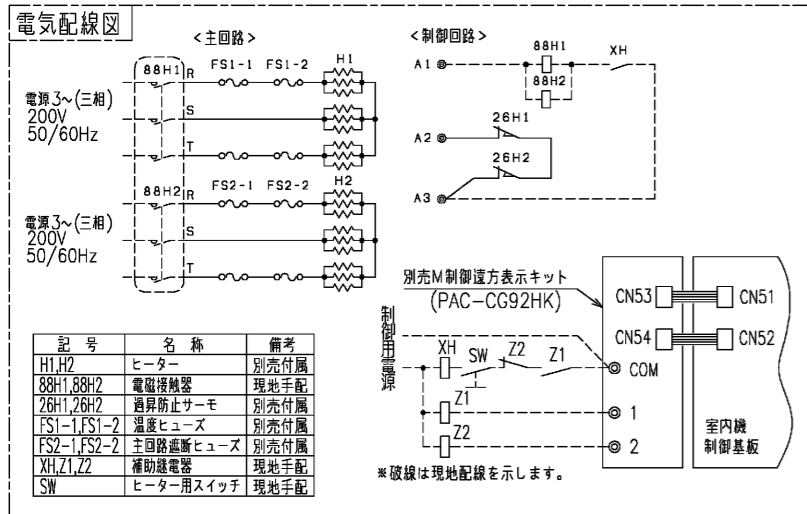 電気配線図
<主回路>
<制御回路>
88H1
R
FS1-1
FS1-2
H1
S
T
電源3~(三相)
200V
50/60Hz
88H2
R
FS2-1
FS2-2
H2
S
T
電源3~(三相)
200V
50/60Hz
A1
88H1
88H2
XH
A2
26H1
26H2
A3
別売M制御遠方表示キット
(PAC-CG92HK)
CN53
CN51
CN54
CN52
制御用電源
XH
SW
Z2
Z1
COM
Z1
1
Z2
2
室内機
制御基板
※破線は現地配線を示します。
記号 名称 備考
H1,H2 ヒーター 別売付属
88H1,88H2 電磁接触器 現地手配
26H1,26H2 過昇防止サーモ 別売付属
FS1-1,FS1-2 温度ヒューズ 別売付属
FS2-1,FS2-2 主回路遮断ヒューズ 別売付属
XH,Z1,Z2 補助継電器 現地手配
SW ヒーター用スイッチ 現地手配